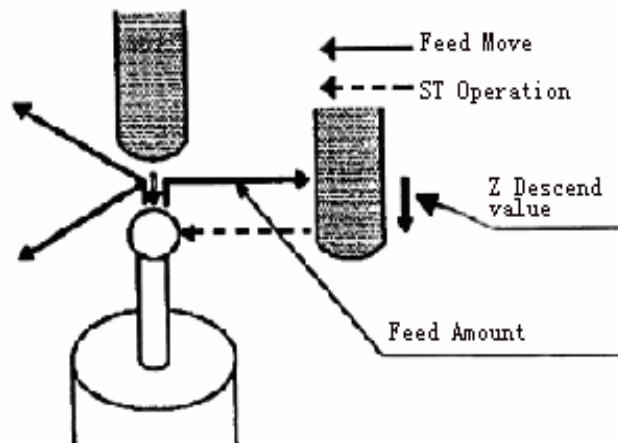 Feed Move
ST Operation
Z Descend
value
Feed Amount